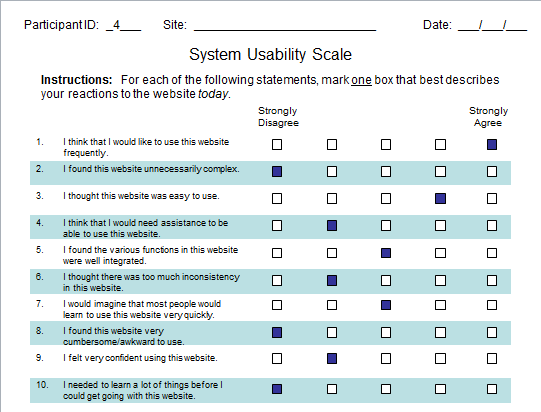 Participant ID: _4___ Site: ___________________________ Date: ___/___/___
System Usability Scale
Instructions: For each of the following statements, mark one box that best describes
your reactions to the website today.
Strongly
Disagree
Strongly
Agree
1. I think that I would like to use this website
frequently.
2. I found this website unnecessarily complex.
3. I thought this website was easy to use.
4. I think that I would need assistance to be
able to use this website.
5. I found the various functions in this website
were well integrated.
6. I thought there was too much inconsistency
in this website.
7. I would imagine that most people would
learn to use this website very quickly.
8. I found this website very
cumbersome/awkward to use.
9. I felt very confident using this website.
10. I needed to learn a lot of things before I
could get going with this website.